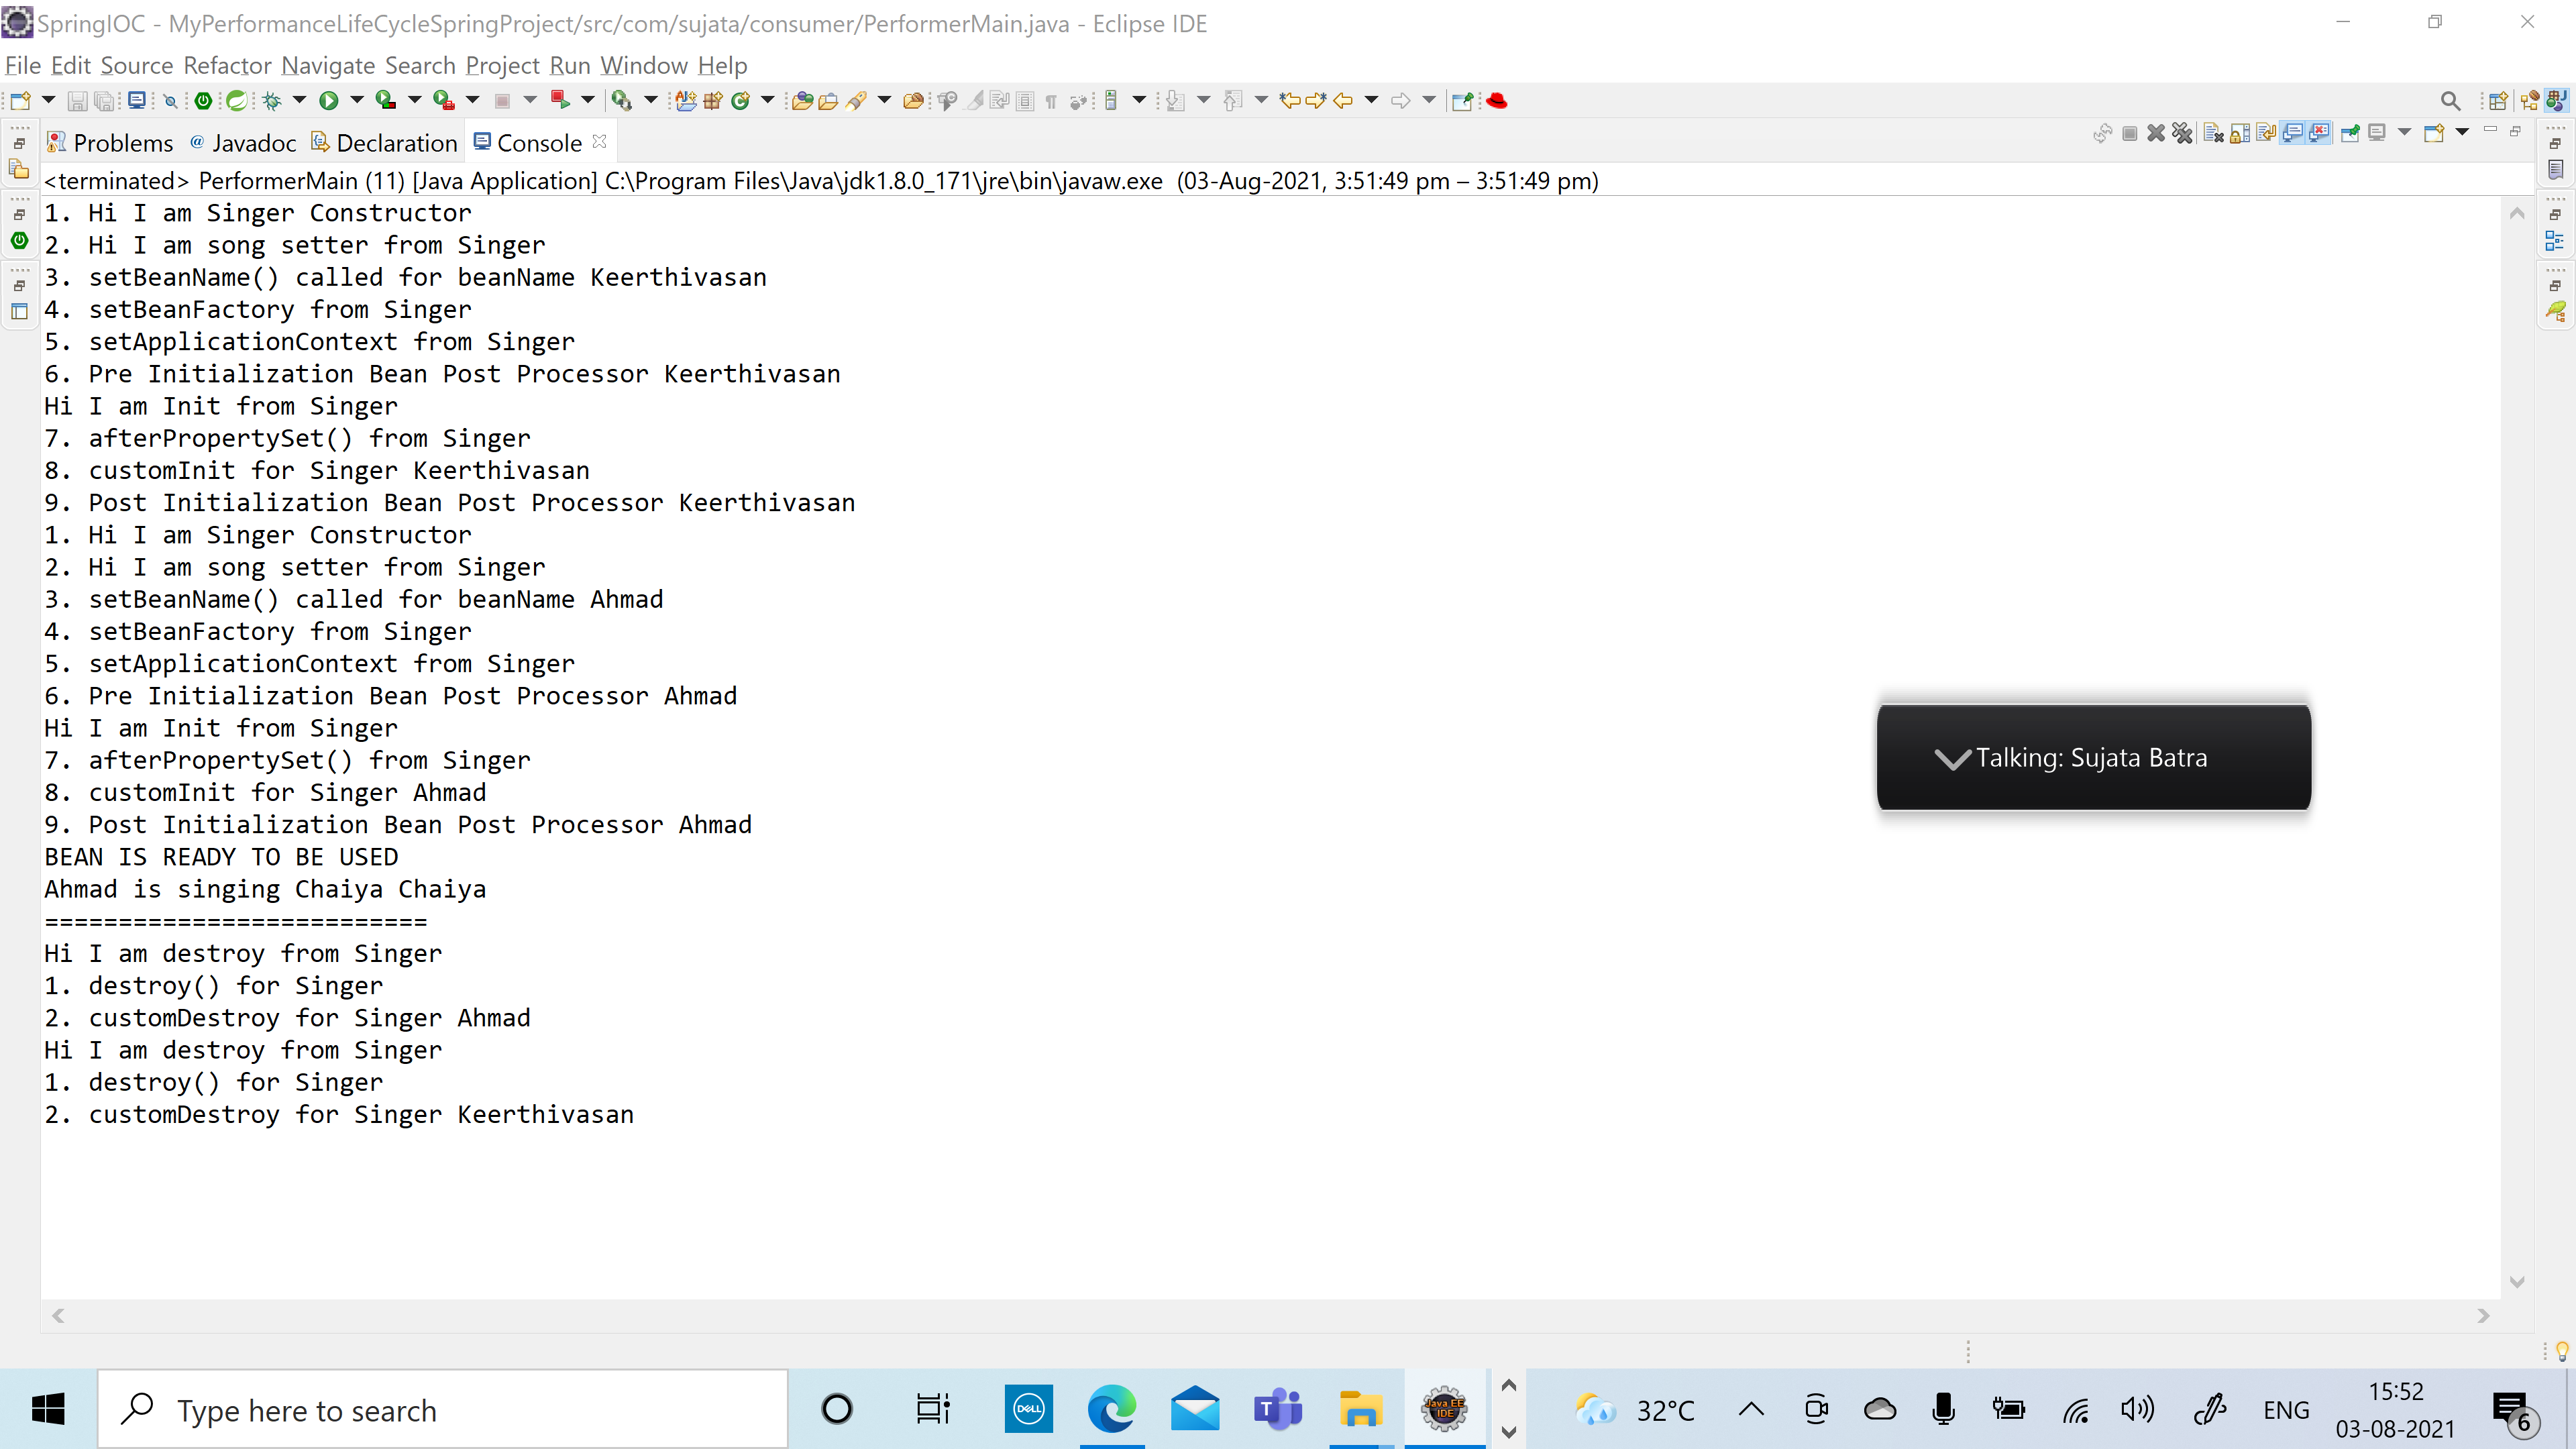 SpringIOC - MyPerformanceLifeCycleSpringProject/src/com/sujata/consumer/PerformerMain.java - Eclipse IDE
File Edit Source Refactor Navigate Search Project Run Window Help
Problems @ Javadoc Declaration Console
<terminated> PerformerMain (11) [Java Application] C:\Program Files\Java\jdk1.8.0_171\jre\bin\javaw.exe (03-Aug-2021, 3:51:49 pm – 3:51:49 pm)
1. Hi I am Singer Constructor
2. Hi I am song setter from Singer
3. setBeanName() called for beanName Keerthivasan
4. setBeanFactory from Singer
5. setApplicationContext from Singer
6. Pre Initialization Bean Post Processor Keerthivasan
Hi I am Init from Singer
7. afterPropertySet() from Singer
8. customInit for Singer Keerthivasan
9. Post Initialization Bean Post Processor Keerthivasan
1. Hi I am Singer Constructor
2. Hi I am song setter from Singer
3. setBeanName() called for beanName Ahmad
4. setBeanFactory from Singer
5. setApplicationContext from Singer
6. Pre Initialization Bean Post Processor Ahmad
Hi I am Init from Singer
7. afterPropertySet() from Singer
8. customInit for Singer Ahmad
9. Post Initialization Bean Post Processor Ahmad
BEAN IS READY TO BE USED
Ahmad is singing Chaiya Chaiya
==========================
Hi I am destroy from Singer
1. destroy() for Singer
2. customDestroy for Singer Ahmad
Hi I am destroy from Singer
1. destroy() for Singer
2. customDestroy for Singer Keerthivasan
Talking: Sujata Batra
Type here to search
DELL
T
Java EE
IDE
32°C
ENG
15:52
03-08-2021
6